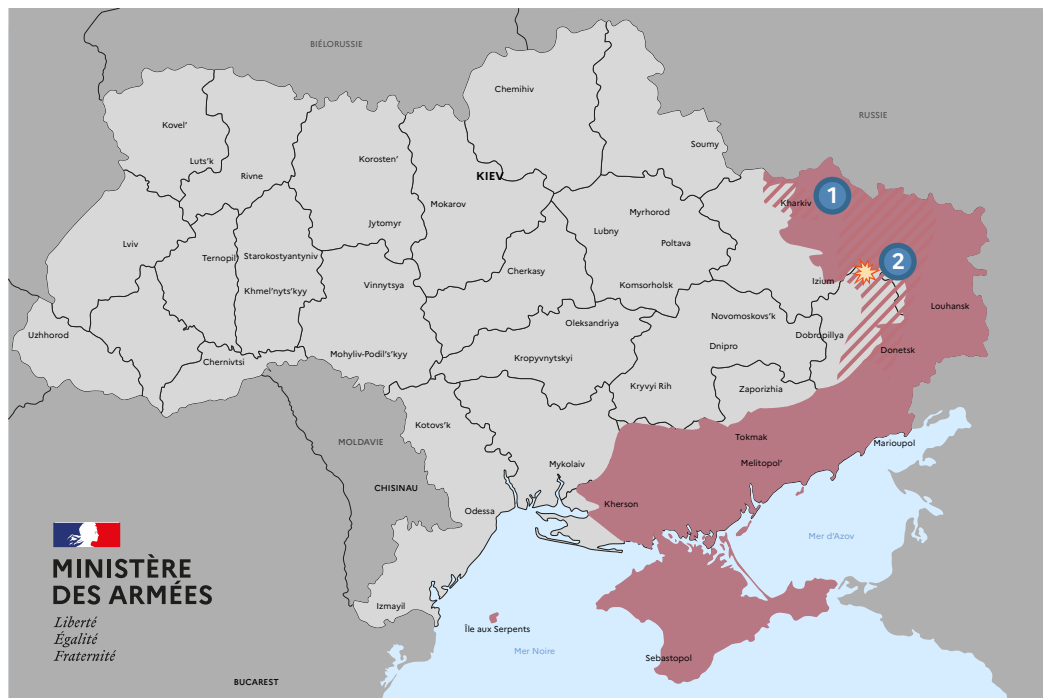 BIÉLORUSSIE
RUSSIE
Chemihiv
Kovel'
Soumy
Luts'k
Korosten'
Rivne
KIEV
1
Kharkiv
Mokarov
Myrhorod
Jytomyr
Lubny
Lviv
Poltava
Ternopil
Starokostyantyniv
2
Cherkasy
Izium
Vinnytsya
Komsorholsk
Khmel'nyts'kyy
Louhansk
Novomoskovs'k
Oleksandriya
Uzhhorod
Dobropillya
Dnipro
Donetsk
Mohyliv-Podil's'kyy
Kropyvnytskyi
Chernivtsi
Kryvyi Rih
Zaporizhia
Kotovs'k
Tokmak
MOLDAVIE
Marioupol
Mykolaiv
Melitopol'
CHISINAU
Kherson
Odessa
Mer d'Azov
MINISTÈRE
DES ARMÉES
Liberté
Égalité
Fraternité
Izmayil
Île aux Serpents
Mer Noire
Sebastopol
BUCAREST